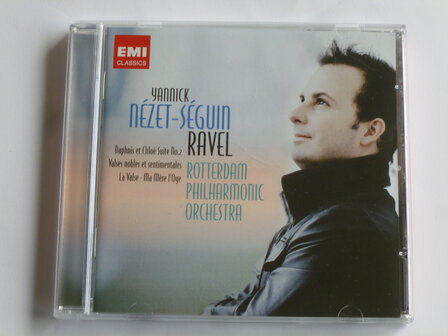 EMI
CLASSICS
YANNICK
NÉZET-SÉGUIN
RAVEL
Daphnis et Chloé Suite No.2
Valses nobles et sentimentales
La Valse · Ma Mère l'Oye
ROTTERDAM
PHILHARMONIC
ORCHESTRA